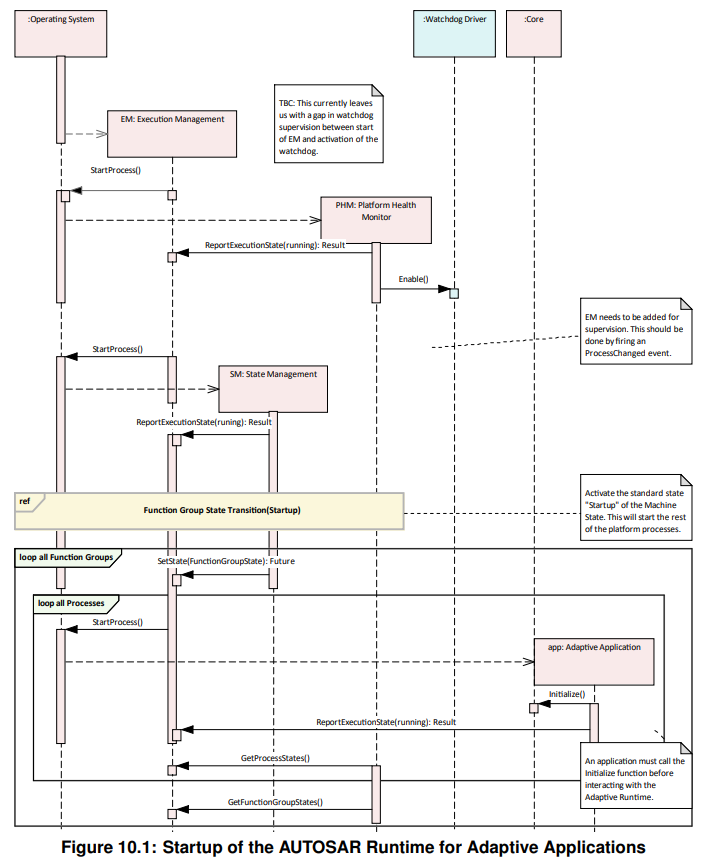 :Operating System
:Watchdog Driver
:Core
TBC: This currently leaves
us with a gap in watchdog
supervision between start
of EM and activation of the
watchdog.
EM: Execution Management
StartProcess()
PHM: Platform Health
Monitor
ReportExecutionState(running): Result
Enable()
EM needs to be added for
supervision. This should be
done by firing an
ProcessChanged event.
StartProcess()
SM: State Management
ReportExecutionState(runing): Result
Activate the standard state
"Startup" of the Machine
State. This will start the rest
of the platform processes.
ref
Function Group State Transition(Startup)
loop all Function Groups
SetState(FunctionGroupState): Future
loop all Processes
StartProcess()
app: Adaptive Application
Initialize()
ReportExecutionState(running): Result
GetProcessStates()
An application must call the
Initialize function before
interacting with the
Adaptive Runtime.
GetFunctionGroupStates()
Figure 10.1: Startup of the AUTOSAR Runtime for Adaptive Applications